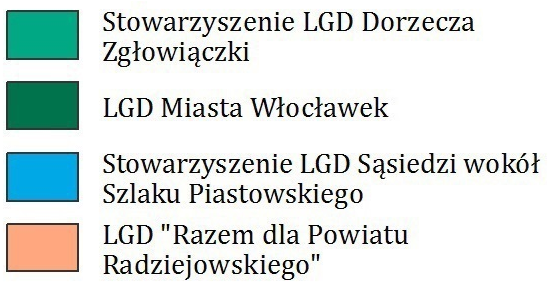 Stowarzyszenie LGD Dorzecza
Zgłowiączki
LGD Miasta Włocławek
Stowarzyszenie LGD Sąsiedzi wokół
Szlaku Piastowskiego
LGD "Razem dla Powiatu
Radziejowskiego"